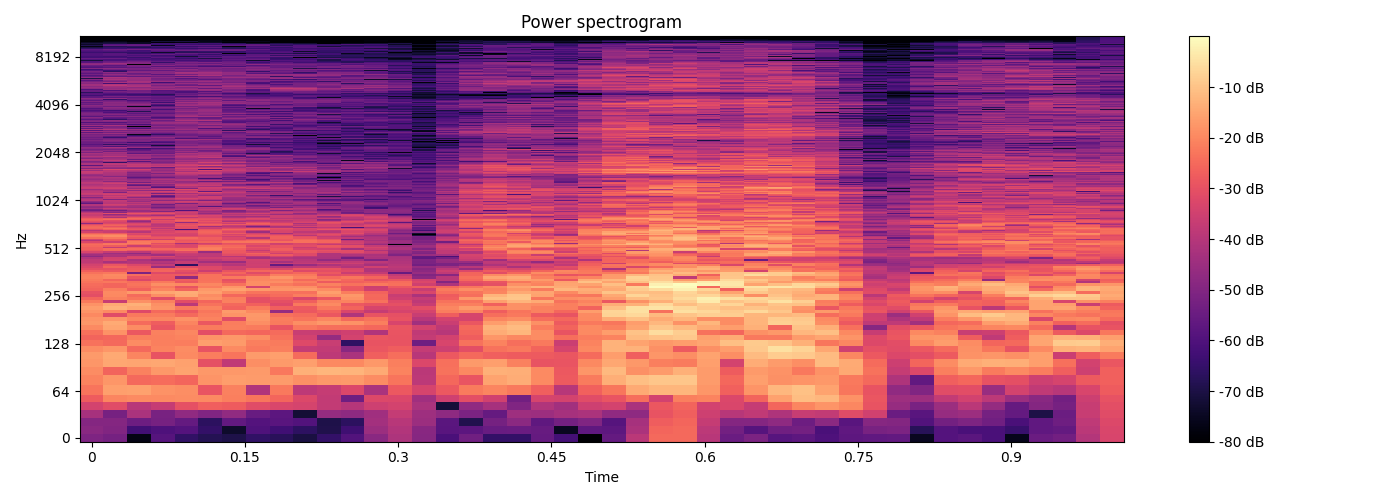 Power spectrogram
Hz
8192
4096
2048
1024
512
256
128
64
0
0 0.15 0.3 0.45 0.6 0.75 0.9
Time
-10 dB
-20 dB
-30 dB
-40 dB
-50 dB
-60 dB
-70 dB
-80 dB